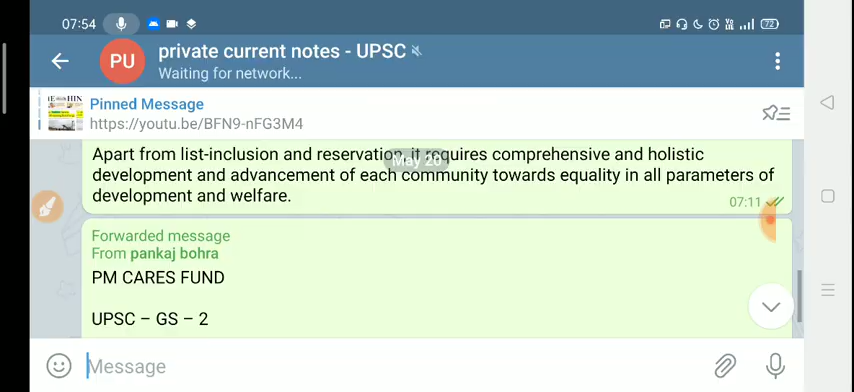 07:54
72
PU
private current notes - UPSC
Waiting for network...
Pinned Message
https://youtu.be/BFN9-nFG3M4
May 20
Apart from list-inclusion and reservation, it requires comprehensive and holistic
development and advancement of each community towards equality in all parameters of
development and welfare.
07:11
Forwarded message
From pankaj bohra
PM CARES FUND
UPSC – GS – 2
Message